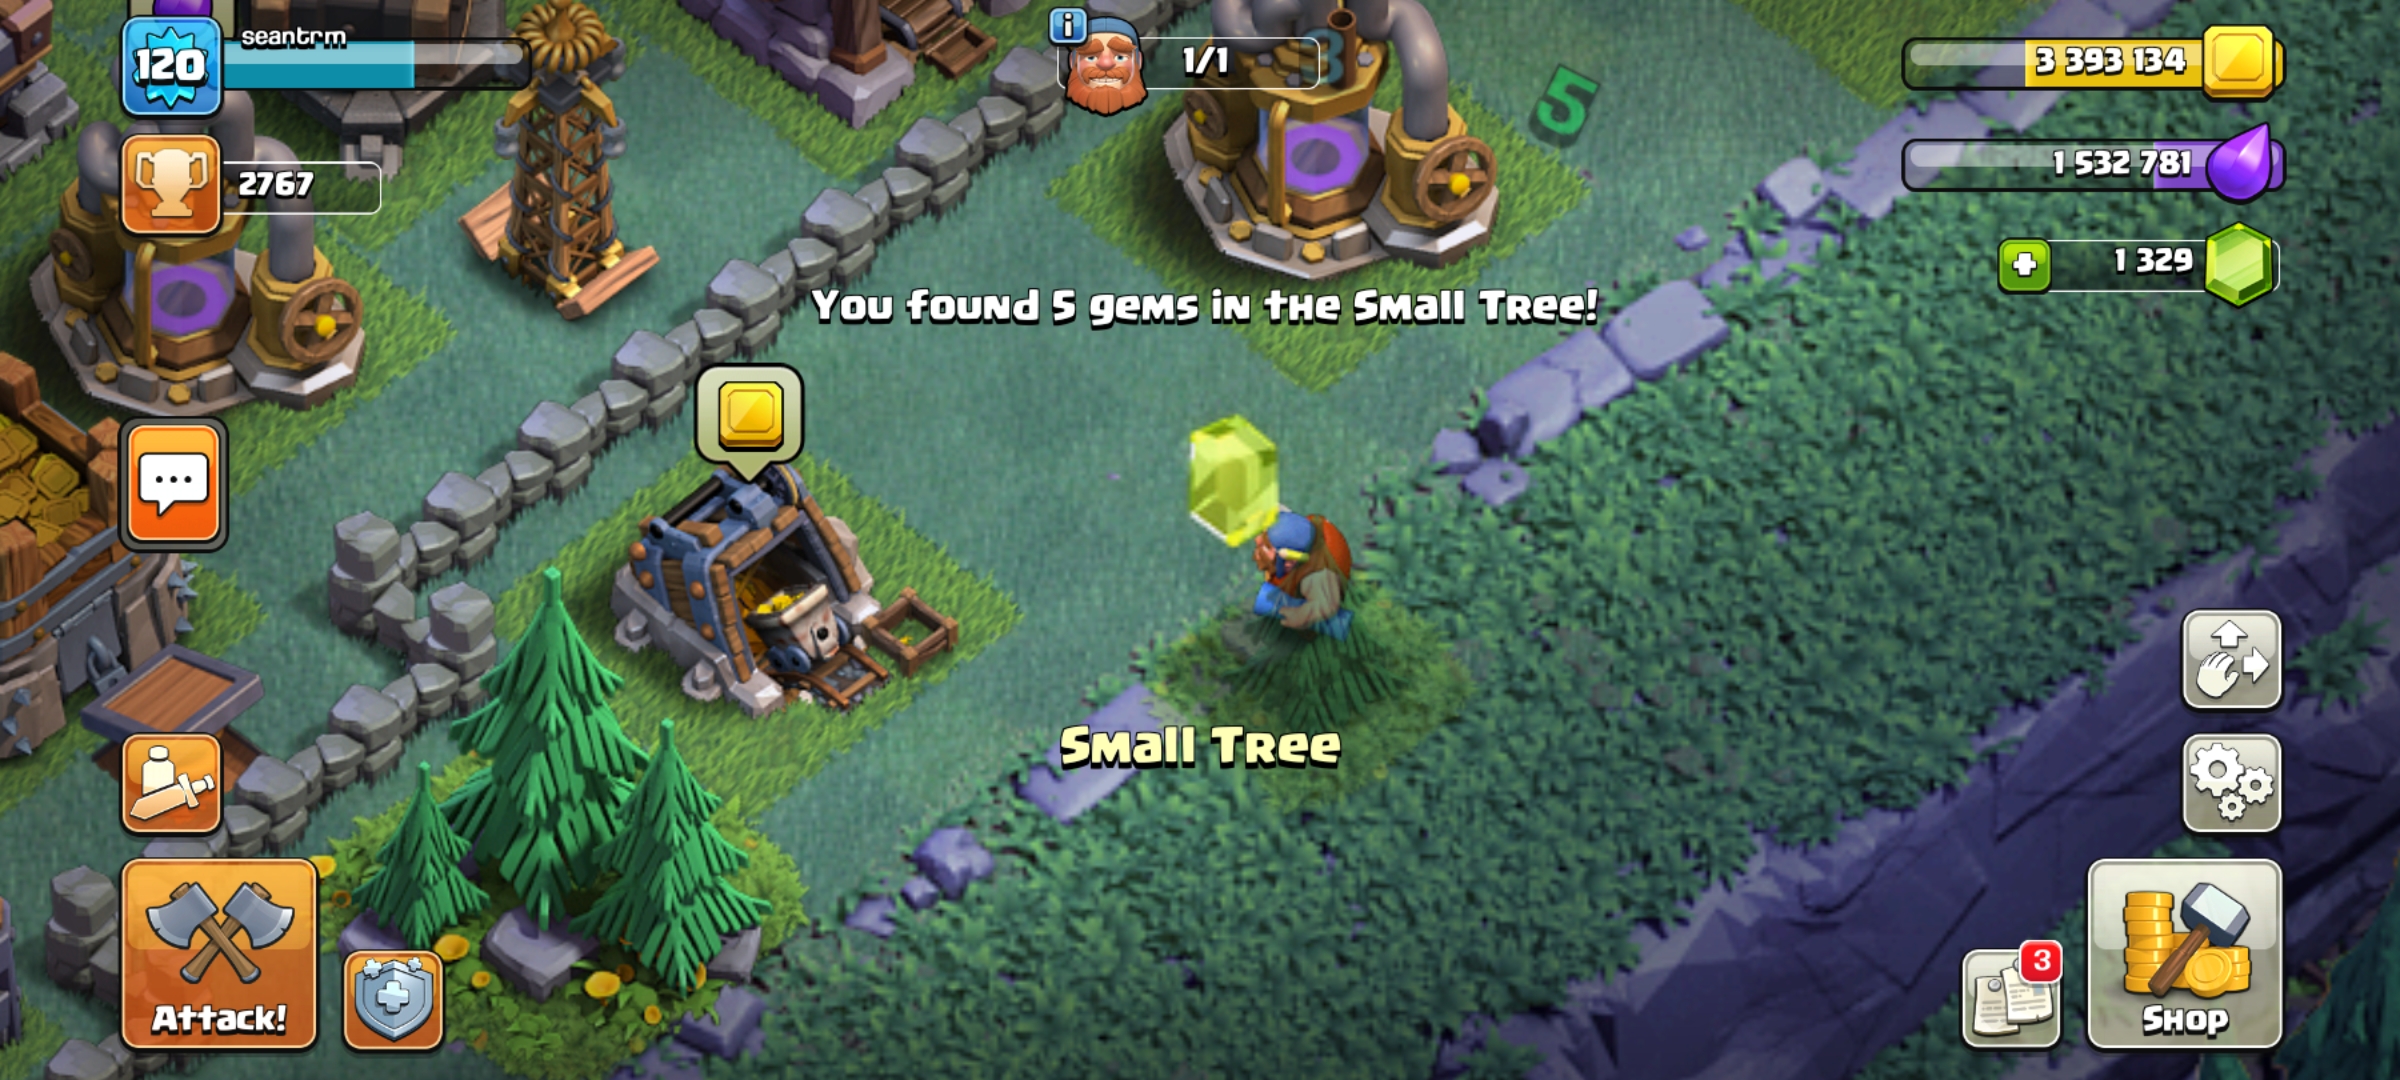 seantrm
120
2767
i
1/1
3 393 134
1 532 781
1 329
8
5
You found 5 gems in the Small Tree!
Small Tree
Attack!
3
Shop